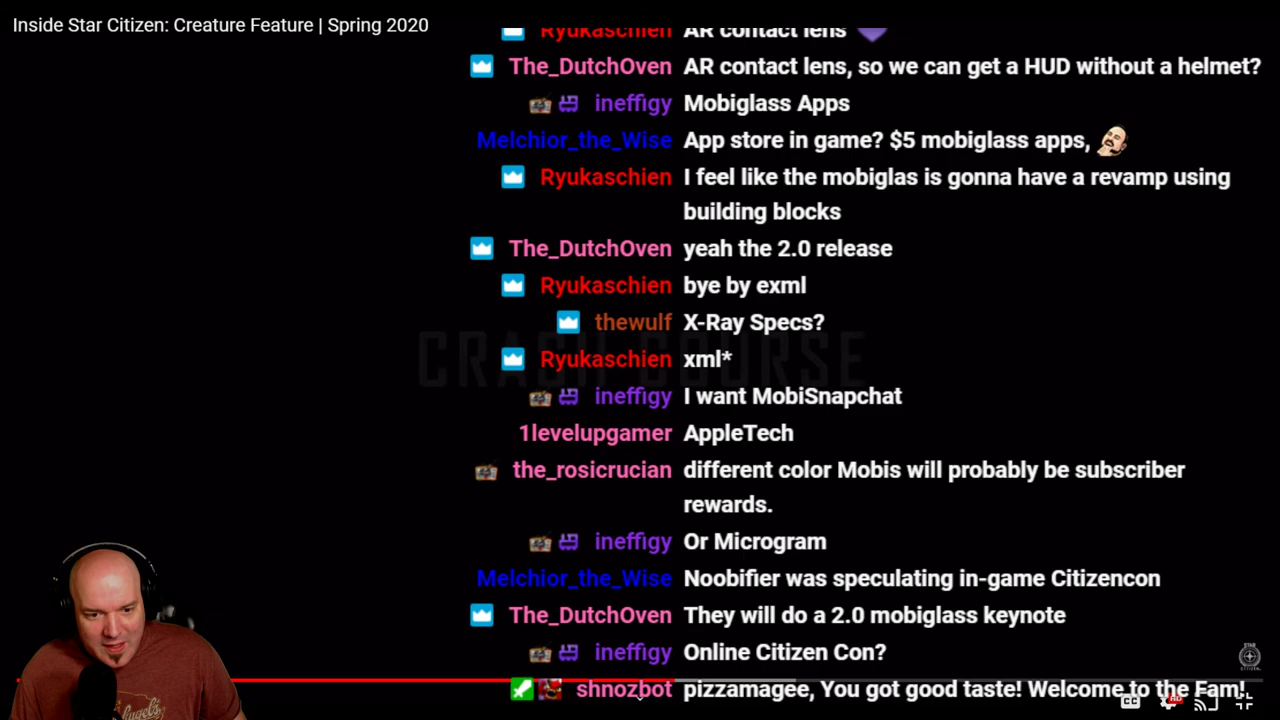 Inside Star Citizen: Creature Feature | Spring 2020
Ryukaschien AR contact lens
The_DutchOven AR contact lens, so we can get a HUD without a helmet?
ineffigy Mobiglass Apps
Melchior_the_Wise App store in game? $5 mobiglass apps,
Ryukaschien I feel like the mobiglas is gonna have a revamp using
building blocks
The_DutchOven yeah the 2.0 release
Ryukaschien bye by exml
thewulf X-Ray Specs?
CRASH COURSE
Ryukaschien xml*
ineffigy I want MobiSnapchat
1levelupgamer AppleTech
the_rosicrucian different color Mobis will probably be subscriber
rewards.
ineffigy Or Microgram
Melchior_the_Wise Noobifier was speculating in-game Citizencon
The_DutchOven They will do a 2.0 mobiglass keynote
ineffigy Online Citizen Con?
shnozbot pizzamagee, You got good taste! Welcome to the Fam!
CC HD